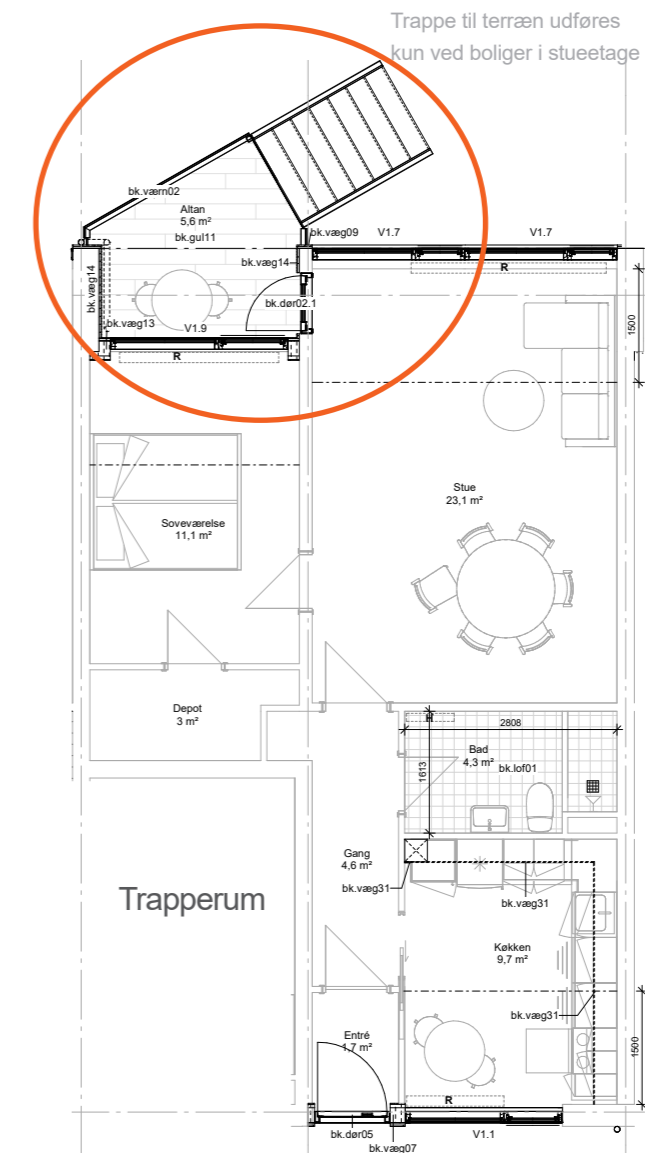 Trappe til terræn udføres
kun ved boliger i stueetage
bk.værn02
Altan
5,6 m²
bk.gul11
bk.væg09
V1.7
V1.7
bk.væg14
bk.væg14
R
bk.dør02.1
bk.væg13
V1.9
R
1500
Stue
23,1 m²
Soveværelse
11,1 m²
Depot
3 m²
H
2808
Bad
4,3 m²
bk.lof01
1613
Gang
4,6 m²
bk.væg31
bk.væg31
Trapperum
Køkken
9,7 m²
bk.væg31
Entré
1,7 m²
1500
R
bk.dør05
V1.1
bk.væg07